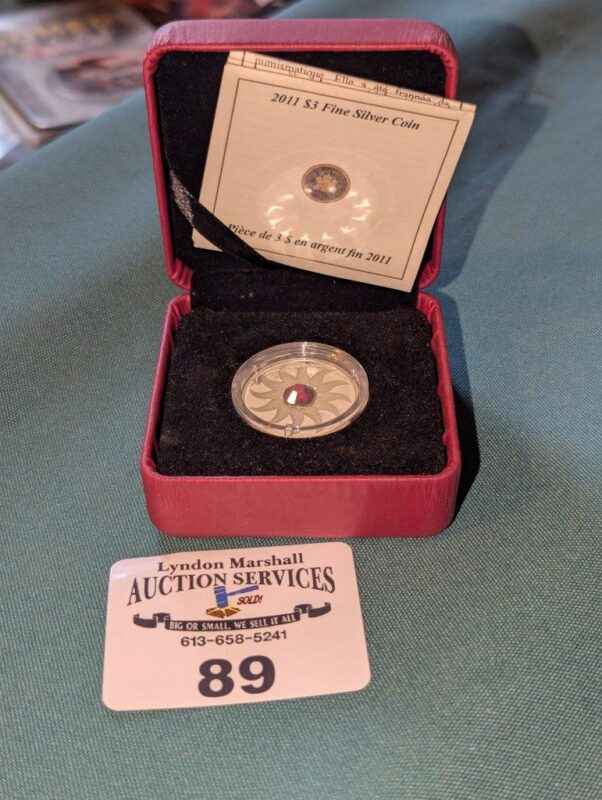 numismatique. Elle a été frappée de
2011 $3 Fine Silver Coin
Pièce de 3 $ en argent fin 2011
Lyndon Marshall
AUCTION SERVICES
SOLD!
BIG OR SMALL, WE SELL IT ALL
613-658-5241
89